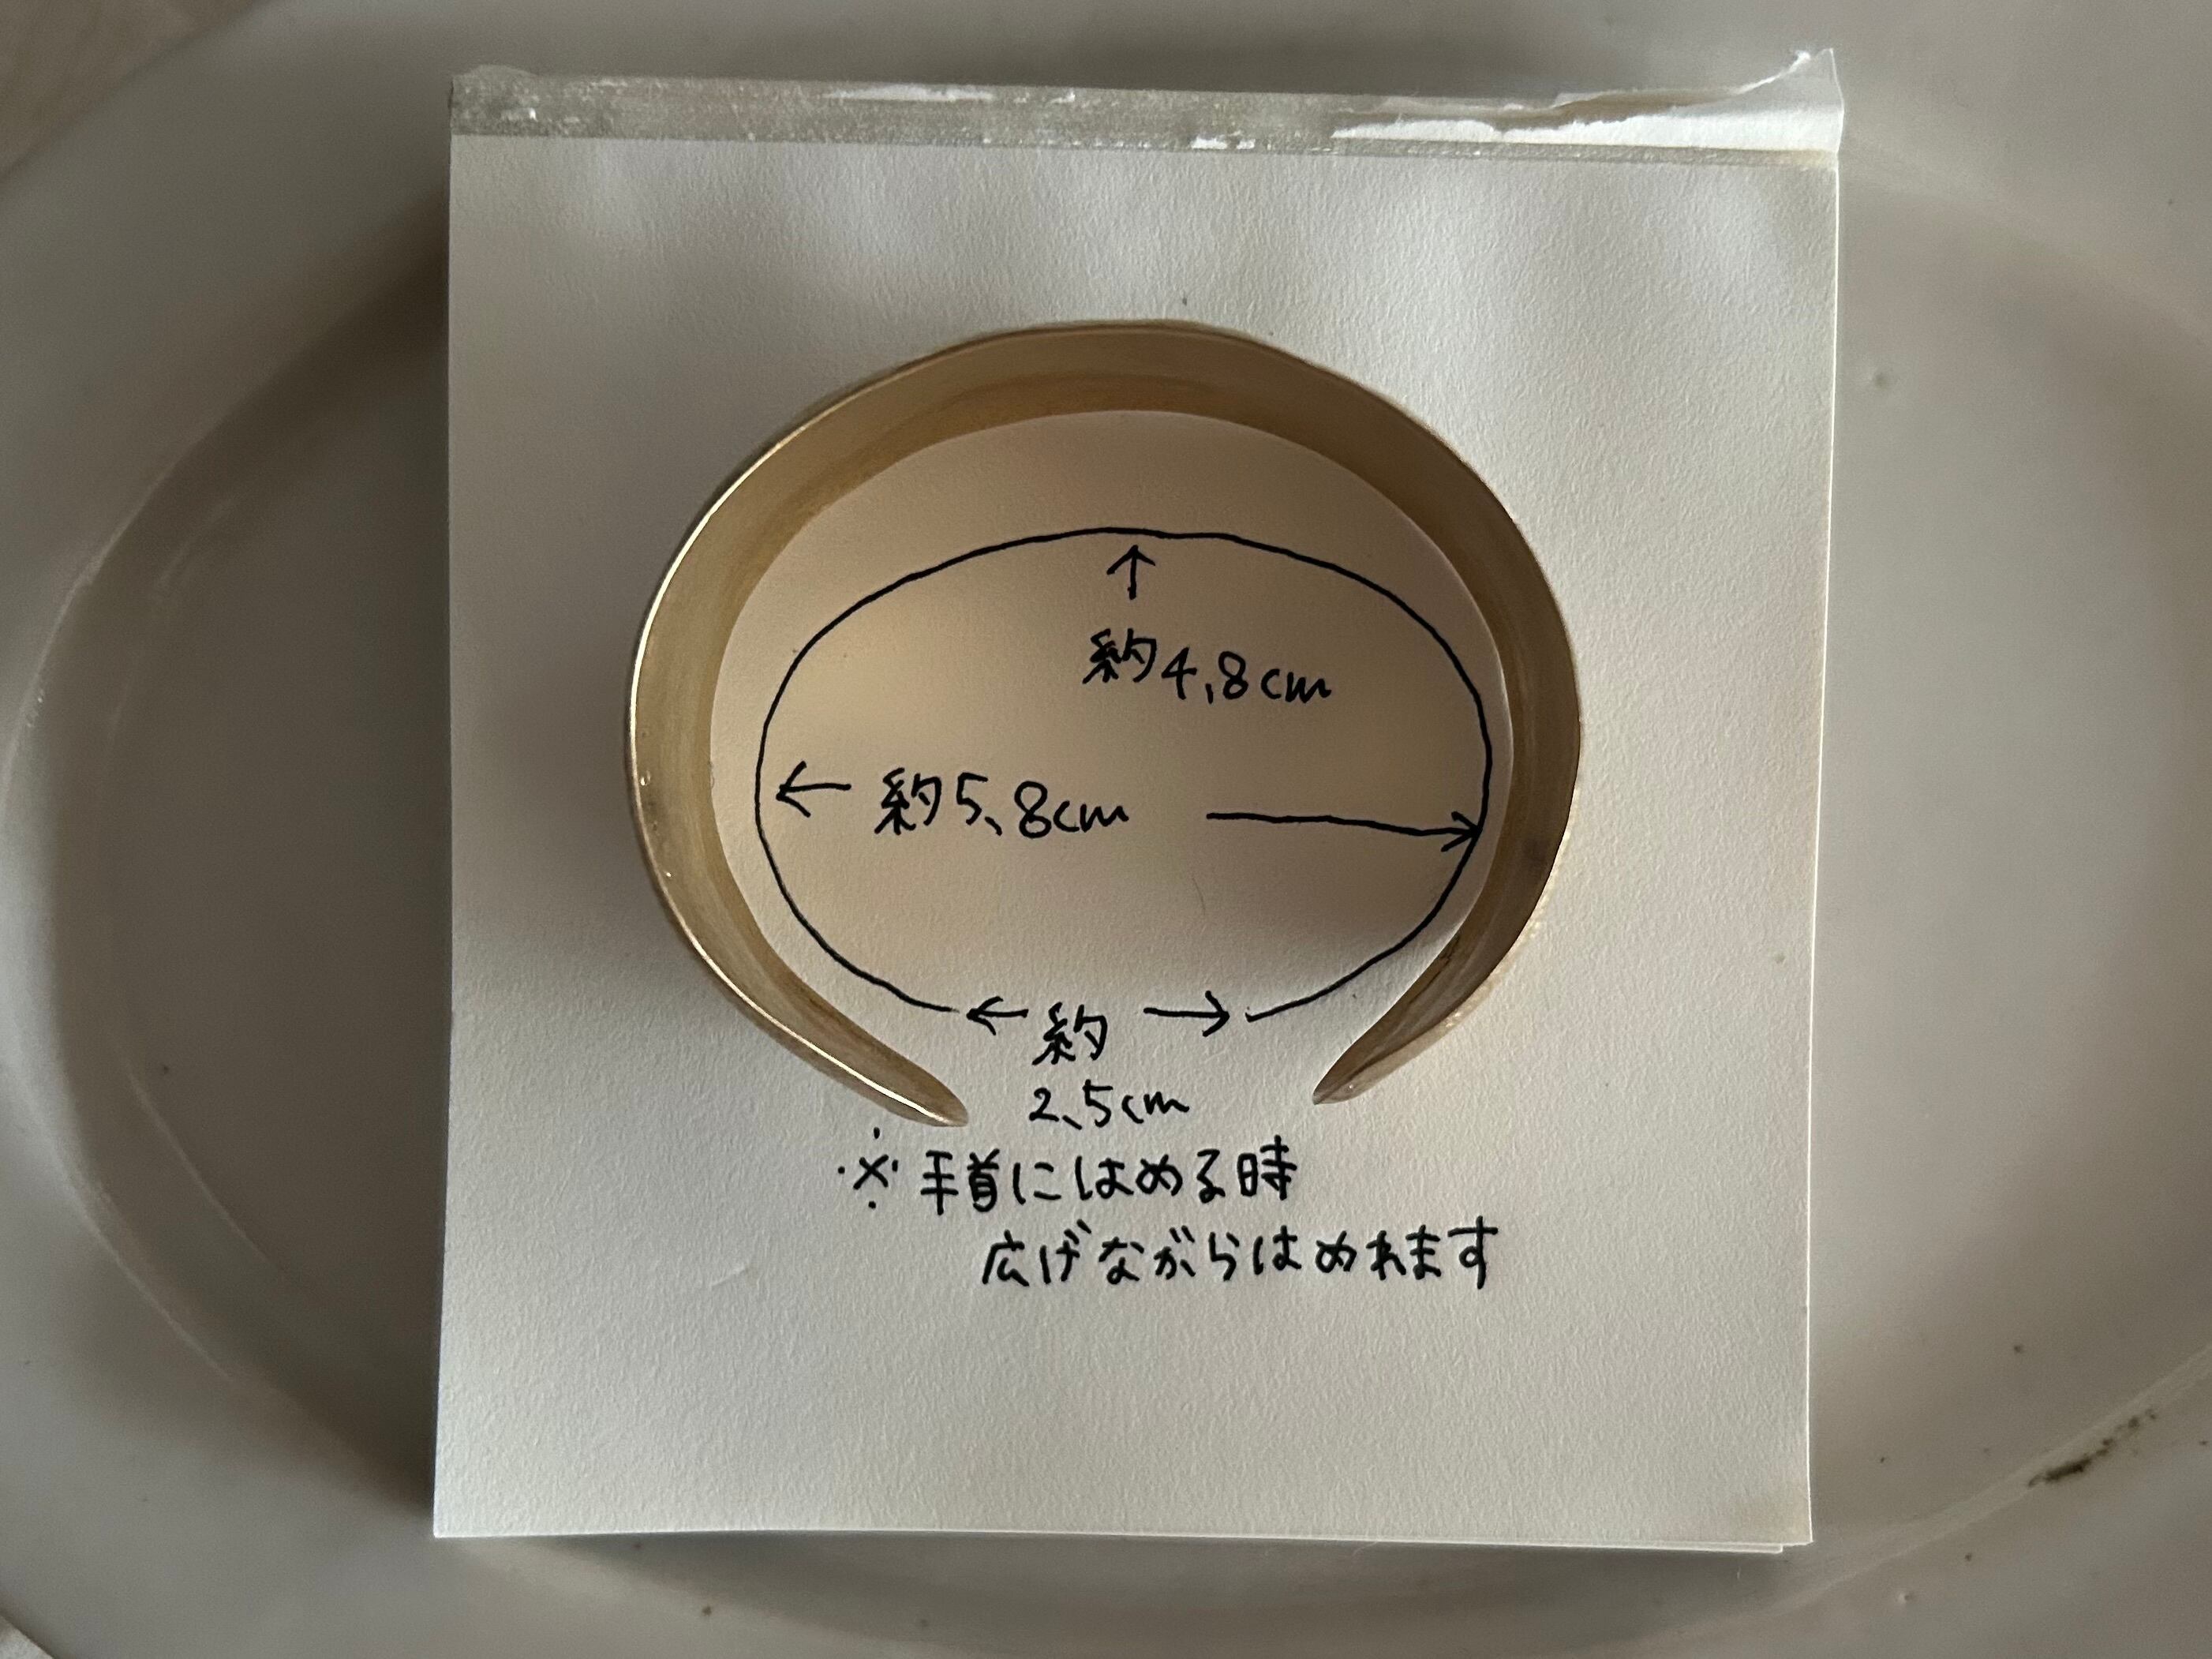 約4.8cm
約5.8cm
約
2.5cm
※手首にはめる時
広げながらはめれます